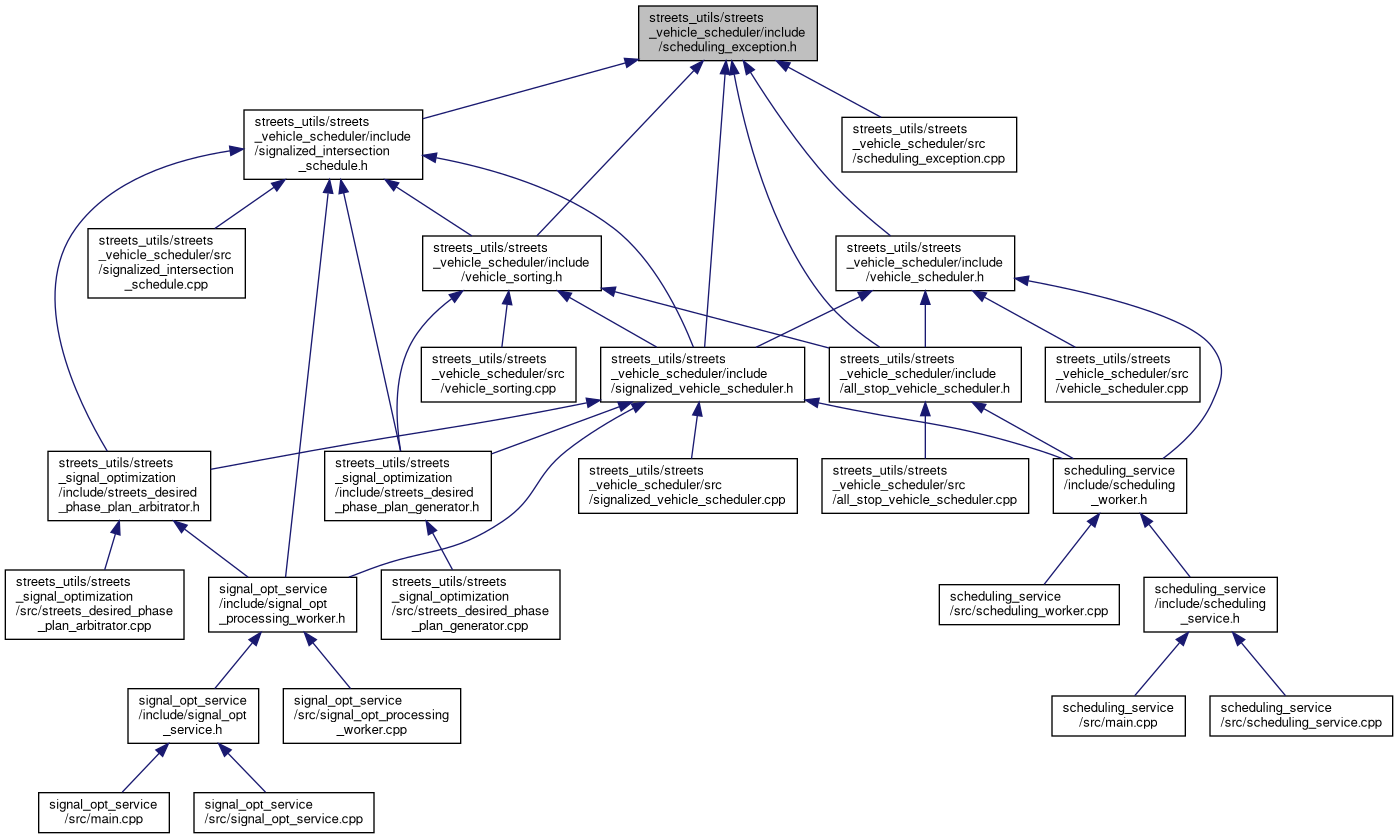 streets_utils/streets
_vehicle_scheduler/include
/scheduling_exception.h
streets_utils/streets
_vehicle_scheduler/include
/signalized_intersection
_schedule.h
streets_utils/streets
_vehicle_scheduler/src
/scheduling_exception.cpp
streets_utils/streets
_vehicle_scheduler/src
/signalized_intersection
_schedule.cpp
streets_utils/streets
_vehicle_scheduler/include
/vehicle_sorting.h
streets_utils/streets
_vehicle_scheduler/include
/vehicle_scheduler.h
streets_utils/streets
_vehicle_scheduler/src
/vehicle_sorting.cpp
streets_utils/streets
_vehicle_scheduler/include
/signalized_vehicle_scheduler.h
streets_utils/streets
_vehicle_scheduler/include
/all_stop_vehicle_scheduler.h
streets_utils/streets
_vehicle_scheduler/src
/vehicle_scheduler.cpp
streets_utils/streets
_signal_optimization
/include/streets_desired
_phase_plan_arbitrator.h
streets_utils/streets
_signal_optimization
/include/streets_desired
_phase_plan_generator.h
streets_utils/streets
_vehicle_scheduler/src
/signalized_vehicle_scheduler.cpp
streets_utils/streets
_vehicle_scheduler/src
/all_stop_vehicle_scheduler.cpp
scheduling_service
/include/scheduling
_worker.h
streets_utils/streets
_signal_optimization
/src/streets_desired_phase
_plan_arbitrator.cpp
signal_opt_service
/include/signal_opt
_processing_worker.h
streets_utils/streets
_signal_optimization
/src/streets_desired_phase
_plan_generator.cpp
scheduling_service
/src/scheduling_worker.cpp
scheduling_service
/include/scheduling
_service.h
signal_opt_service
/include/signal_opt
_service.h
signal_opt_service
/src/signal_opt_processing
_worker.cpp
scheduling_service
/src/main.cpp
scheduling_service
/src/scheduling_service.cpp
signal_opt_service
/src/main.cpp
signal_opt_service
/src/signal_opt_service.cpp